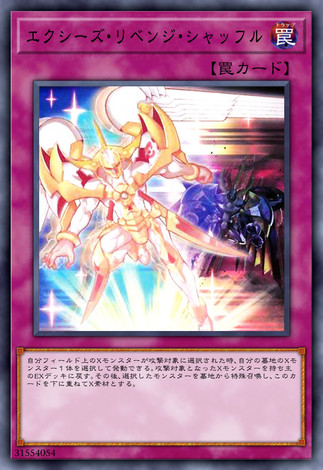 エクシーズ・リベンジ・シャッフル
トラップ
罠
【罠カード】
自分フィールド上のXモンスターが攻撃対象に選択された時、自分の墓地のXモ
ンスター１体を選択して発動できる。攻撃対象となったXモンスターを持ち主
のEXデッキに戻す。その後、選択したモンスターを墓地から特殊召喚し、このカ
ードを下に重ねてX素材とする。
31554054